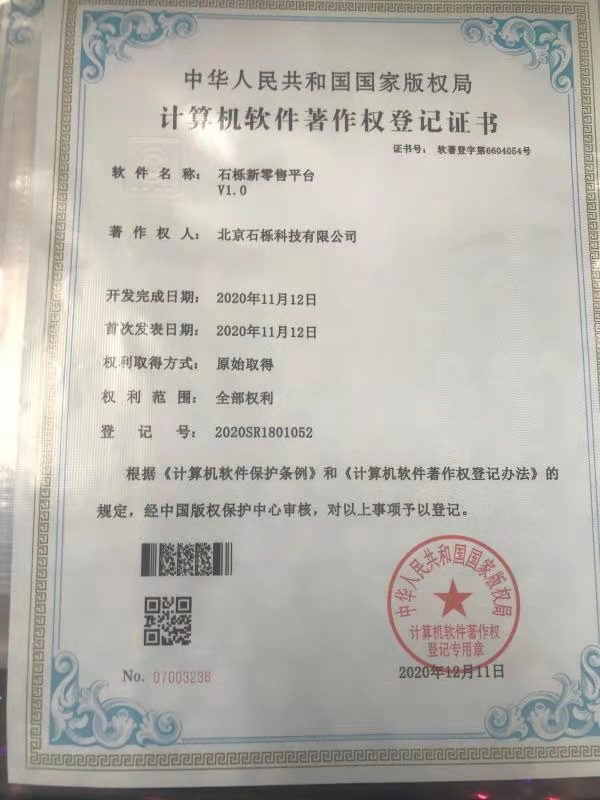 中华人民共和国国家版权局
计算机软件著作权登记证书
证书号： 软著登字第6604054号
软件名称： 石栎新零售平台
V1.0
著作权人： 北京石栎科技有限公司
开发完成日期： 2020年11月12日
首次发表日期： 2020年11月12日
权利取得方式： 原始取得
权利范围： 全部权利
登记号： 2020SR1801052
根据《计算机软件保护条例》和《计算机软件著作权登记办法》的
规定，经中国版权保护中心审核，对以上事项予以登记。
中华人民共和国国家版权局
计算机软件著作权
登记专用章
No. 07003236
2020年12月11日